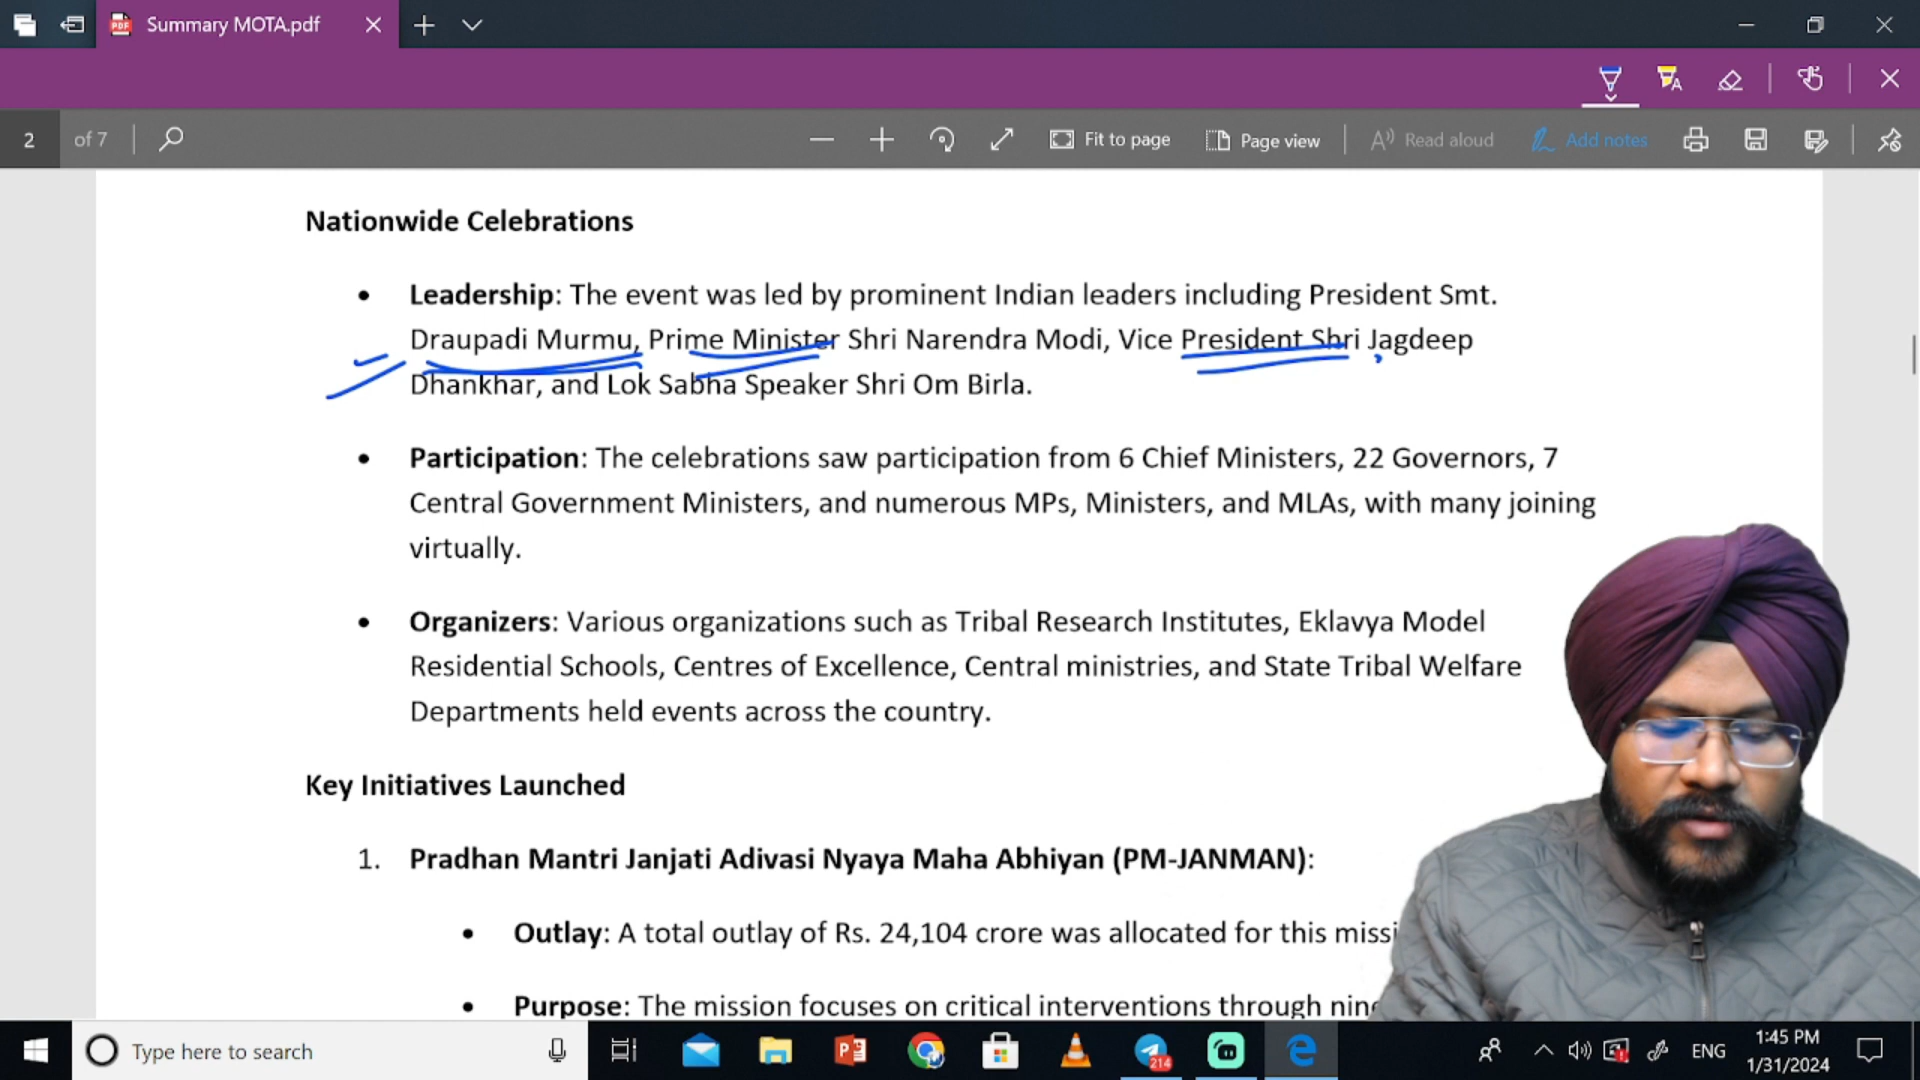 Summary MOTA.pdf
2 of 7
Fit to page
Page view
Read aloud
Add notes
Nationwide Celebrations
• Leadership: The event was led by prominent Indian leaders including President Smt.
Draupadi Murmu, Prime Minister Shri Narendra Modi, Vice President Shri Jagdeep
Dhankhar, and Lok Sabha Speaker Shri Om Birla.
• Participation: The celebrations saw participation from 6 Chief Ministers, 22 Governors, 7
Central Government Ministers, and numerous MPs, Ministers, and MLAs, with many joining
virtually.
• Organizers: Various organizations such as Tribal Research Institutes, Eklavya Model
Residential Schools, Centres of Excellence, Central ministries, and State Tribal Welfare
Departments held events across the country.
Key Initiatives Launched
1. Pradhan Mantri Janjati Adivasi Nyaya Maha Abhiyan (PM-JANMAN):
• Outlay: A total outlay of Rs. 24,104 crore was allocated for this missi
• Purpose: The mission focuses on critical interventions through nine
Type here to search
214
ENG
1:45 PM
1/31/2024